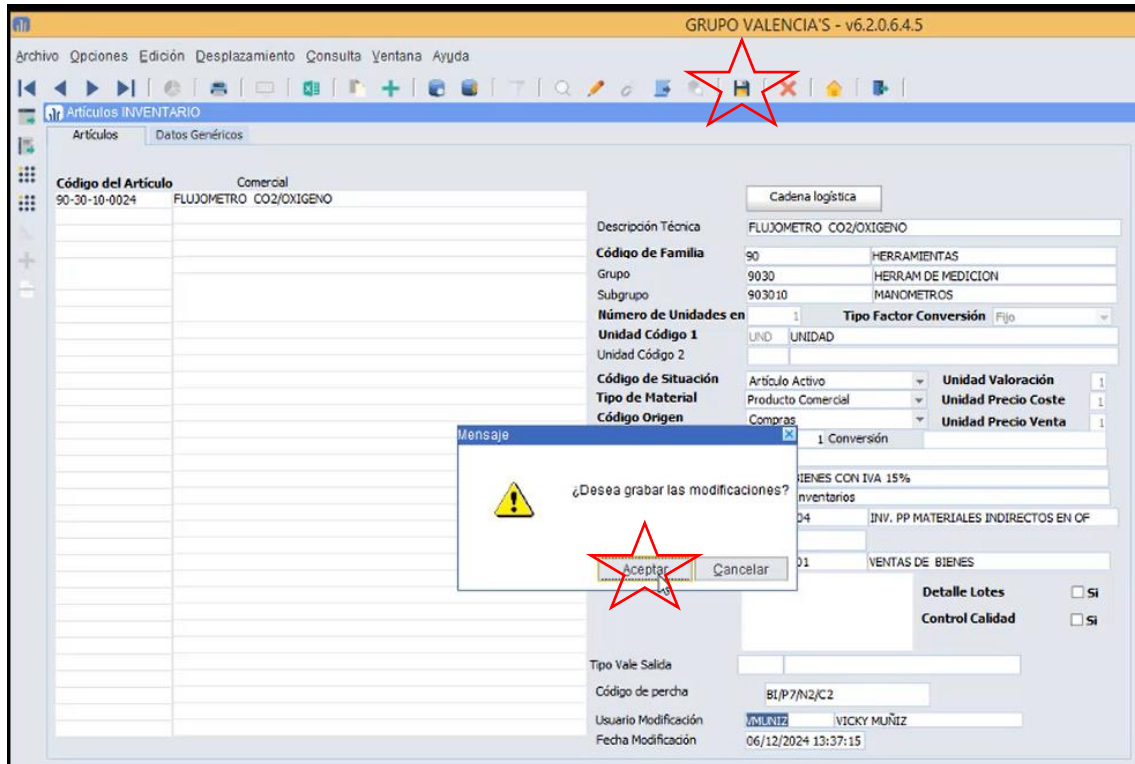 GRUPO VALENCIA'S - v6.2.0.6.4.5
Archivo Opciones Edición Desplazamiento Consulta Ventana Ayuda
Artículos INVENTARIO
Artículos Datos Genéricos
Código del Artículo Comercial
90-30-10-0024 FLUJOMETRO CO2/OXIGENO
Cadena logística
Descripción Técnica FLUJOMETRO CO2/OXIGENO
Código de Familia 90 HERRAMIENTAS
Grupo 9030 HERRAM DE MEDICION
Subgrupo 903010 MANOMETROS
Número de Unidades en 1 Tipo Factor Conversión Fijo
Unidad Código 1 UND UNIDAD
Unidad Código 2
Código de Situación Artículo Activo Unidad Valoración 1
Tipo de Material Producto Comercial Unidad Precio Coste 1
Código Origen Compras Unidad Precio Venta 1
Mensaje
1 Conversión
¿Desea grabar las modificaciones?
BIENES CON IVA 15%
nventarios
04 INV. PP MATERIALES INDIRECTOS EN OF
Aceptar Cancelar
01 VENTAS DE BIENES
Detalle Lotes Si
Control Calidad Si
Tipo Vale Salida
Código de percha BI/P7/N2/C2
Usuario Modificación VMUNIZ VICKY MUÑIZ
Fecha Modificación 06/12/2024 13:37:15